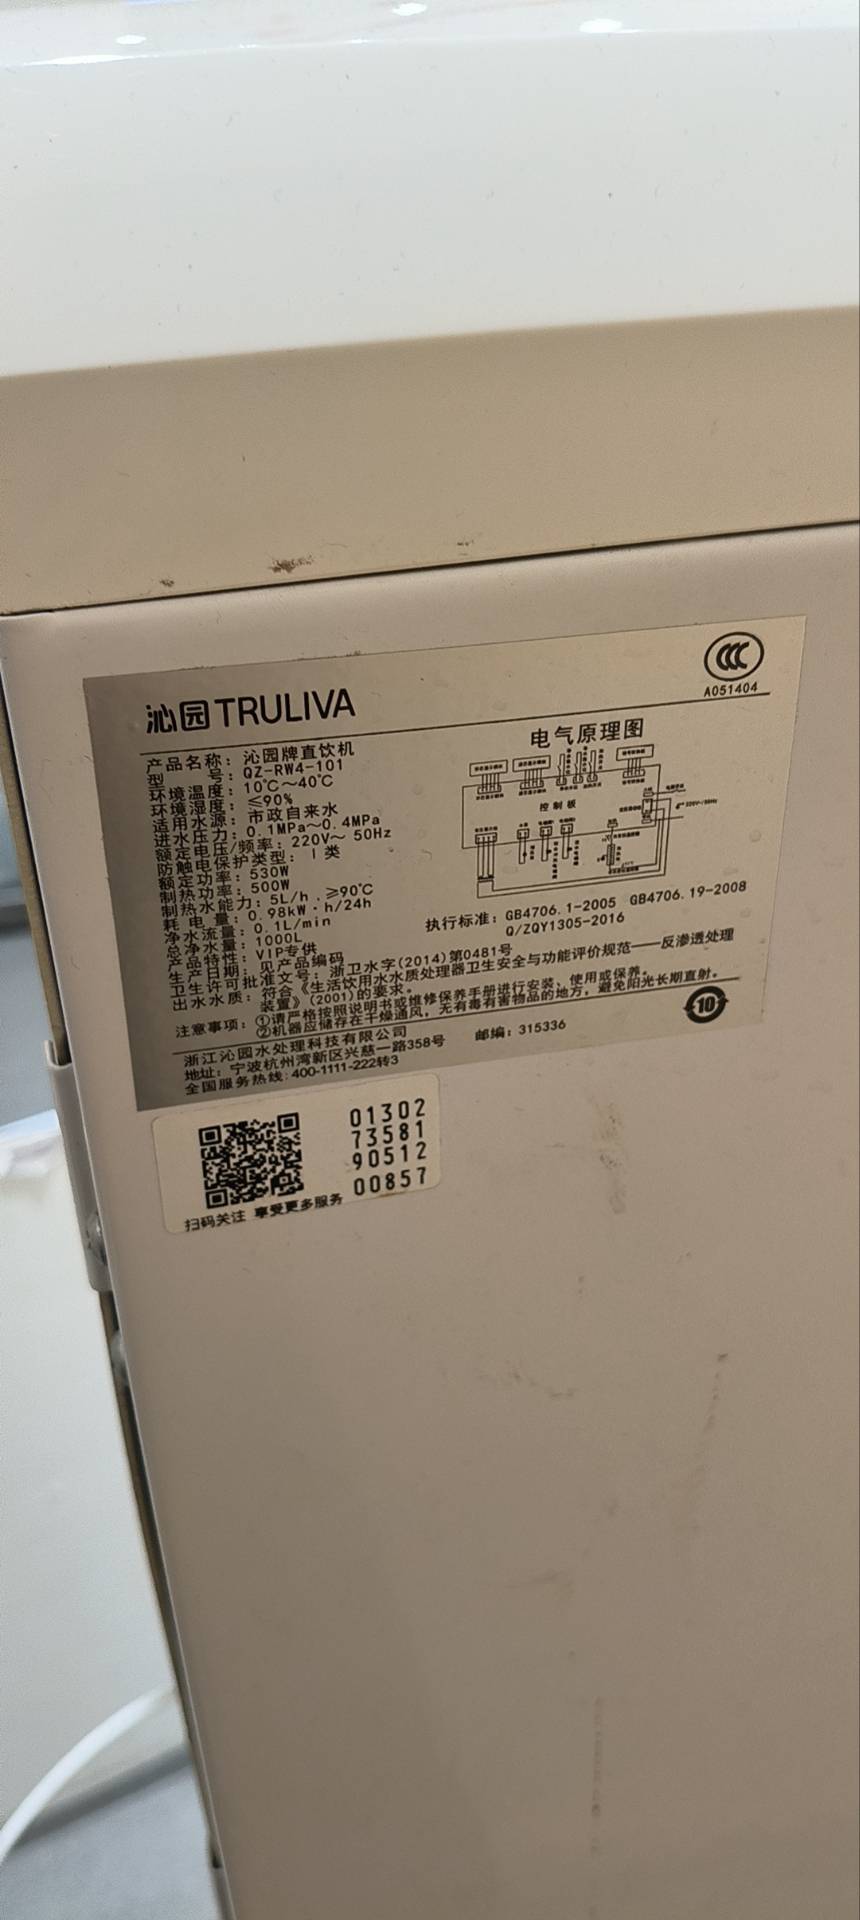 沁园TRULIVA
CCC
A051404
产品名称：沁园牌直饮机
型号：QZ-RW4-101
环境温度：10℃～40℃
环境湿度：≤90%
适用水源：市政自来水
进水压力：0.1MPa～0.4MPa
额定电压/频率：220V～ 50Hz
防触电保护类型：Ⅰ类
额定功率：530W
制热功率：500W
制热水能力：5L/h、≥90℃
耗电量：0.98kW·h/24h
净水流量：0.1L/min
总净水量：1000L
产品特性：VIP专供
生产日期：见产品编码
卫生许可批准文号：浙卫水字(2014)第0481号
出水水质：符合《生活饮用水水质处理器卫生安全与功能评价规范——反渗透处理
装置》(2001)的要求。
注意事项：①请严格按照说明书或维修保养手册进行安装、使用或保养。
②机器应储存在干燥通风，无有毒有害物品的地方，避免阳光长期直射。
电气原理图
控制板
220V~/50Hz
执行标准：GB4706.1-2005 GB4706.19-2008
Q/ZQY1305-2016
10
浙江沁园水处理科技有限公司
地址：宁波杭州湾新区兴慈一路358号 邮编：315336
全国服务热线：400-1111-222转3
01302
73581
90512
00857
扫码关注 享受更多服务